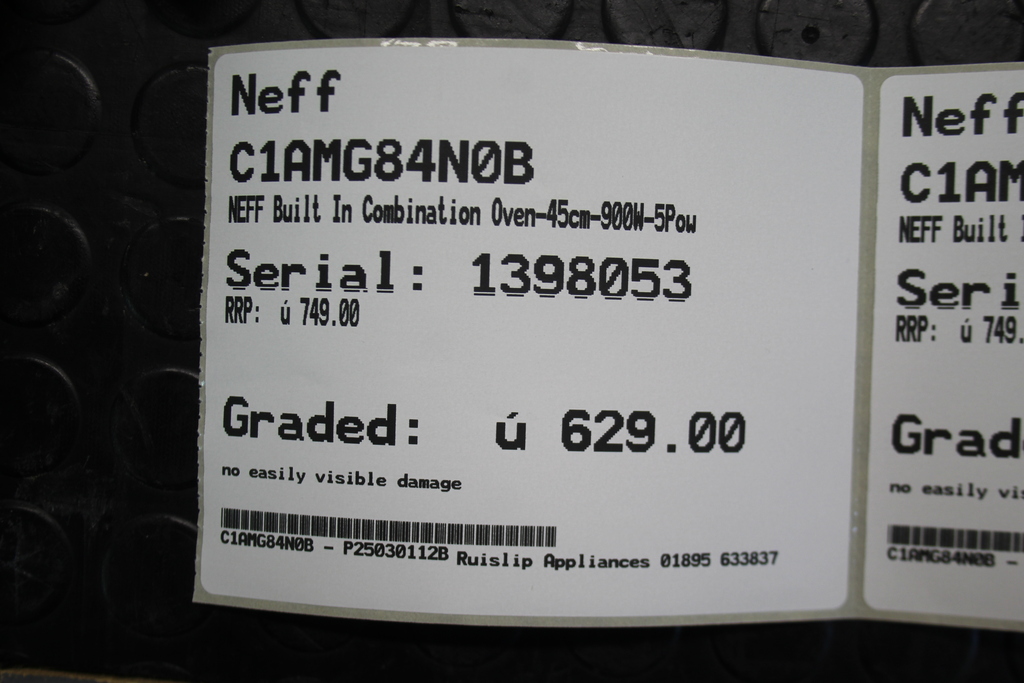 Neff
C1AMG84N0B
NEFF Built In Combination Oven-45cm-900W-5Pow
Serial: 1398053
RRP: ú 749.00
Graded: ú 629.00
no easily visible damage
C1AMG84N0B - P25030112B Ruislip Appliances 01895 633837
Neff
C1AM
NEFF Built I
Seri
RRP: ú 749.
Grad
no easily vis
C1AMG84N0B -